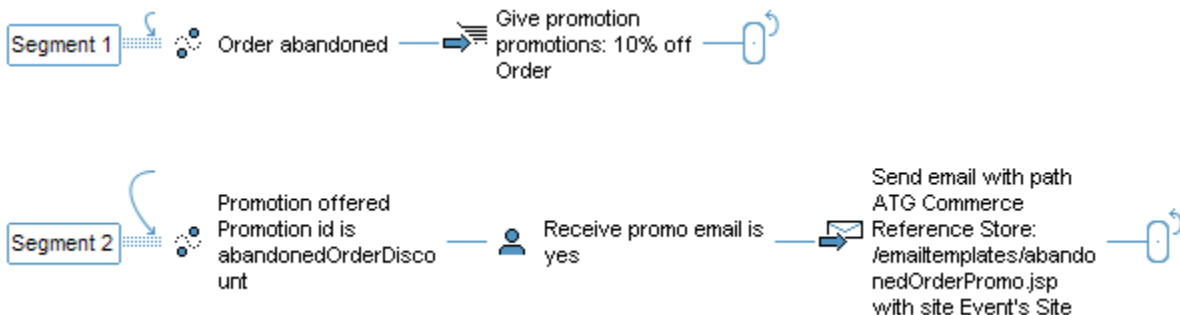 Segment 1
Order abandoned
Give promotion
promotions: 10% off
Order
Segment 2
Promotion offered
Promotion id is
abandonedOrderDisco
unt
Receive promo email is
yes
Send email with path
ATG Commerce
Reference Store:
/emailtemplates/abando
nedOrderPromo.jsp
with site Event's Site